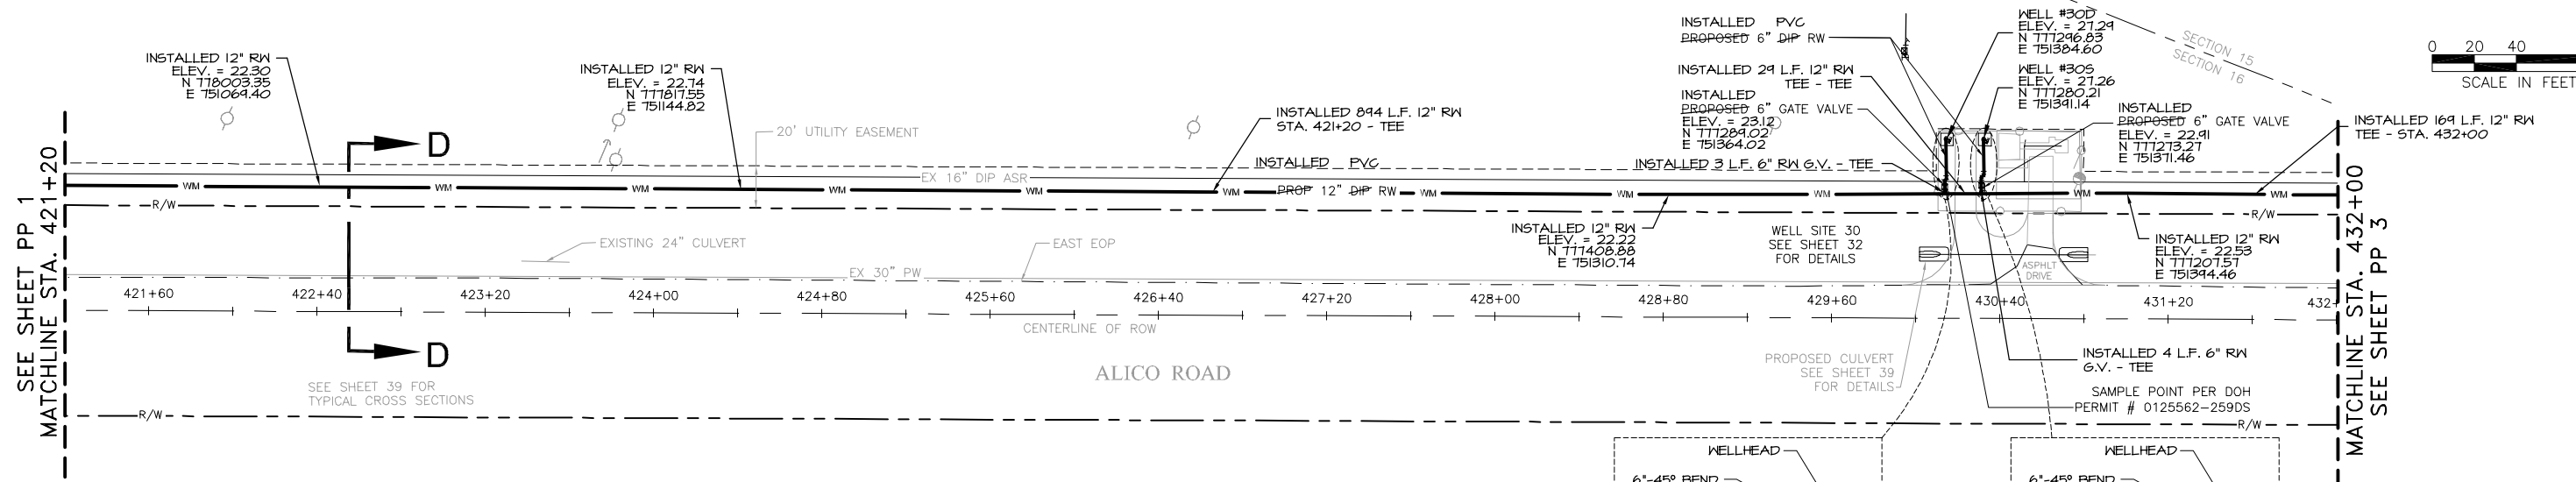 SEE SHEET PP 1
MATCHLINE STA. 421+20
INSTALLED 12" RW
ELEV. = 22.30
N 778003.35
E 751069.40
D
D
SEE SHEET 39 FOR
TYPICAL CROSS SECTIONS
INSTALLED 12" RW
ELEV. = 22.74
N 777817.55
E 751144.82
20' UTILITY EASEMENT
EX 16" DIP ASR
INSTALLED 894 L.F. 12" RW
STA. 421+20 - TEE
INSTALLED PVC
PROP 12" DIP RW
WM WM WM WM WM WM WM WM WM WM WM
R/W
R/W
EXISTING 24" CULVERT
EAST EOP
EX 30" PW
421+60 422+40 423+20 424+00 424+80 425+60 426+40 427+20 428+00 428+80 429+60 430+40 431+20 432+
CENTERLINE OF ROW
ALICO ROAD
R/W
R/W
INSTALLED PVC
PROPOSED 6" DIP RW
INSTALLED 29 L.F. 12" RW
TEE - TEE
INSTALLED
PROPOSED 6" GATE VALVE
ELEV. = 23.12
N 777289.02
E 751364.02
INSTALLED 3 L.F. 6" RW G.V. - TEE
INSTALLED 12" RW
ELEV. = 22.22
N 777408.88
E 751310.74
WELL SITE 30
SEE SHEET 32
FOR DETAILS
WELL #30D
ELEV. = 27.29
N 777296.83
E 751384.60
WELL #30S
ELEV. = 27.26
N 777280.21
E 751391.14
INSTALLED
PROPOSED 6" GATE VALVE
ELEV. = 22.91
N 777273.27
E 751371.46
SECTION 15
SECTION 16
0 20 40
SCALE IN FEET
INSTALLED 169 L.F. 12" RW
TEE - STA. 432+00
INSTALLED 12" RW
ELEV. = 22.53
N 777207.57
E 751394.46
ASPHLT
DRIVE
PROPOSED CULVERT
SEE SHEET 39
FOR DETAILS
INSTALLED 4 L.F. 6" RW
G.V. - TEE
SAMPLE POINT PER DOH
PERMIT # 0125562-259DS
MATCHLINE STA. 432+00
SEE SHEET PP 3
WELLHEAD
6"-45° BEND
WELLHEAD
6"-45° BEND